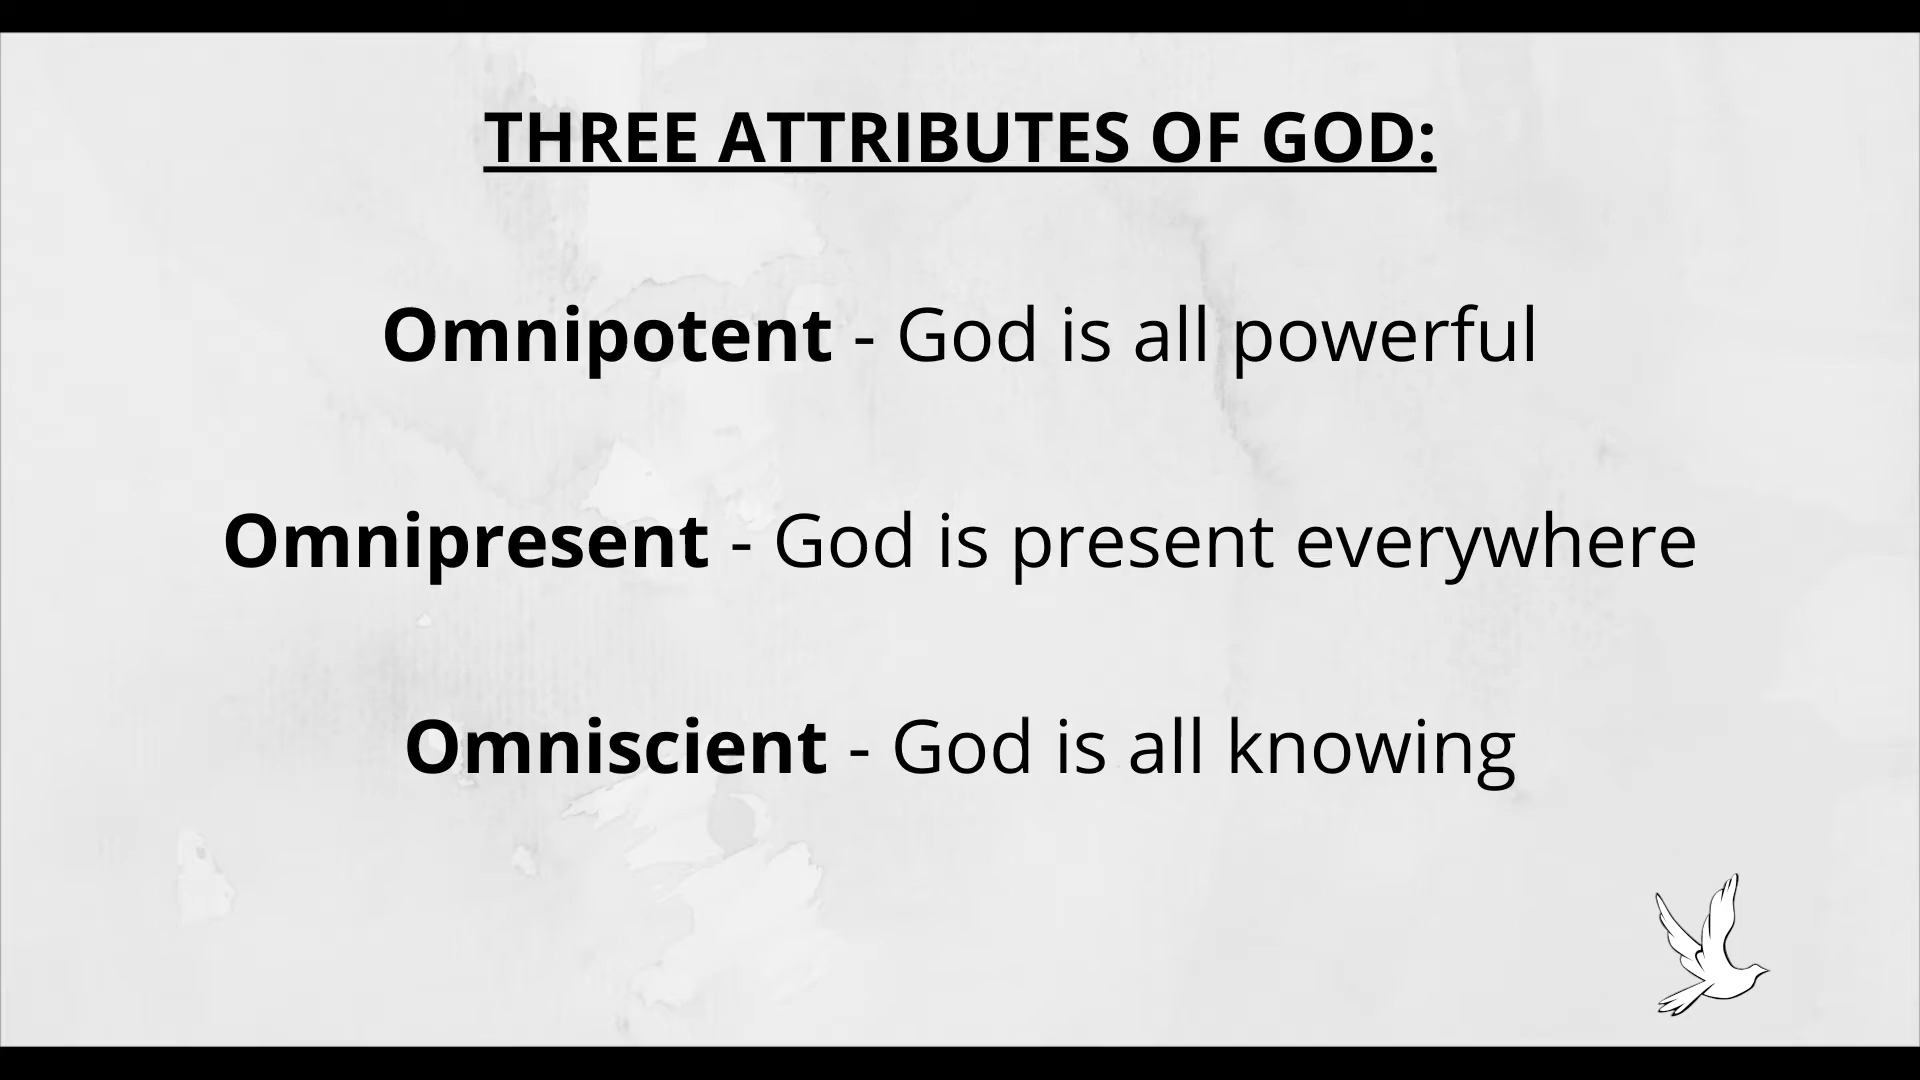 THREE ATTRIBUTES OF GOD:
Omnipotent - God is all powerful
Omnipresent - God is present everywhere
Omniscient - God is all knowing